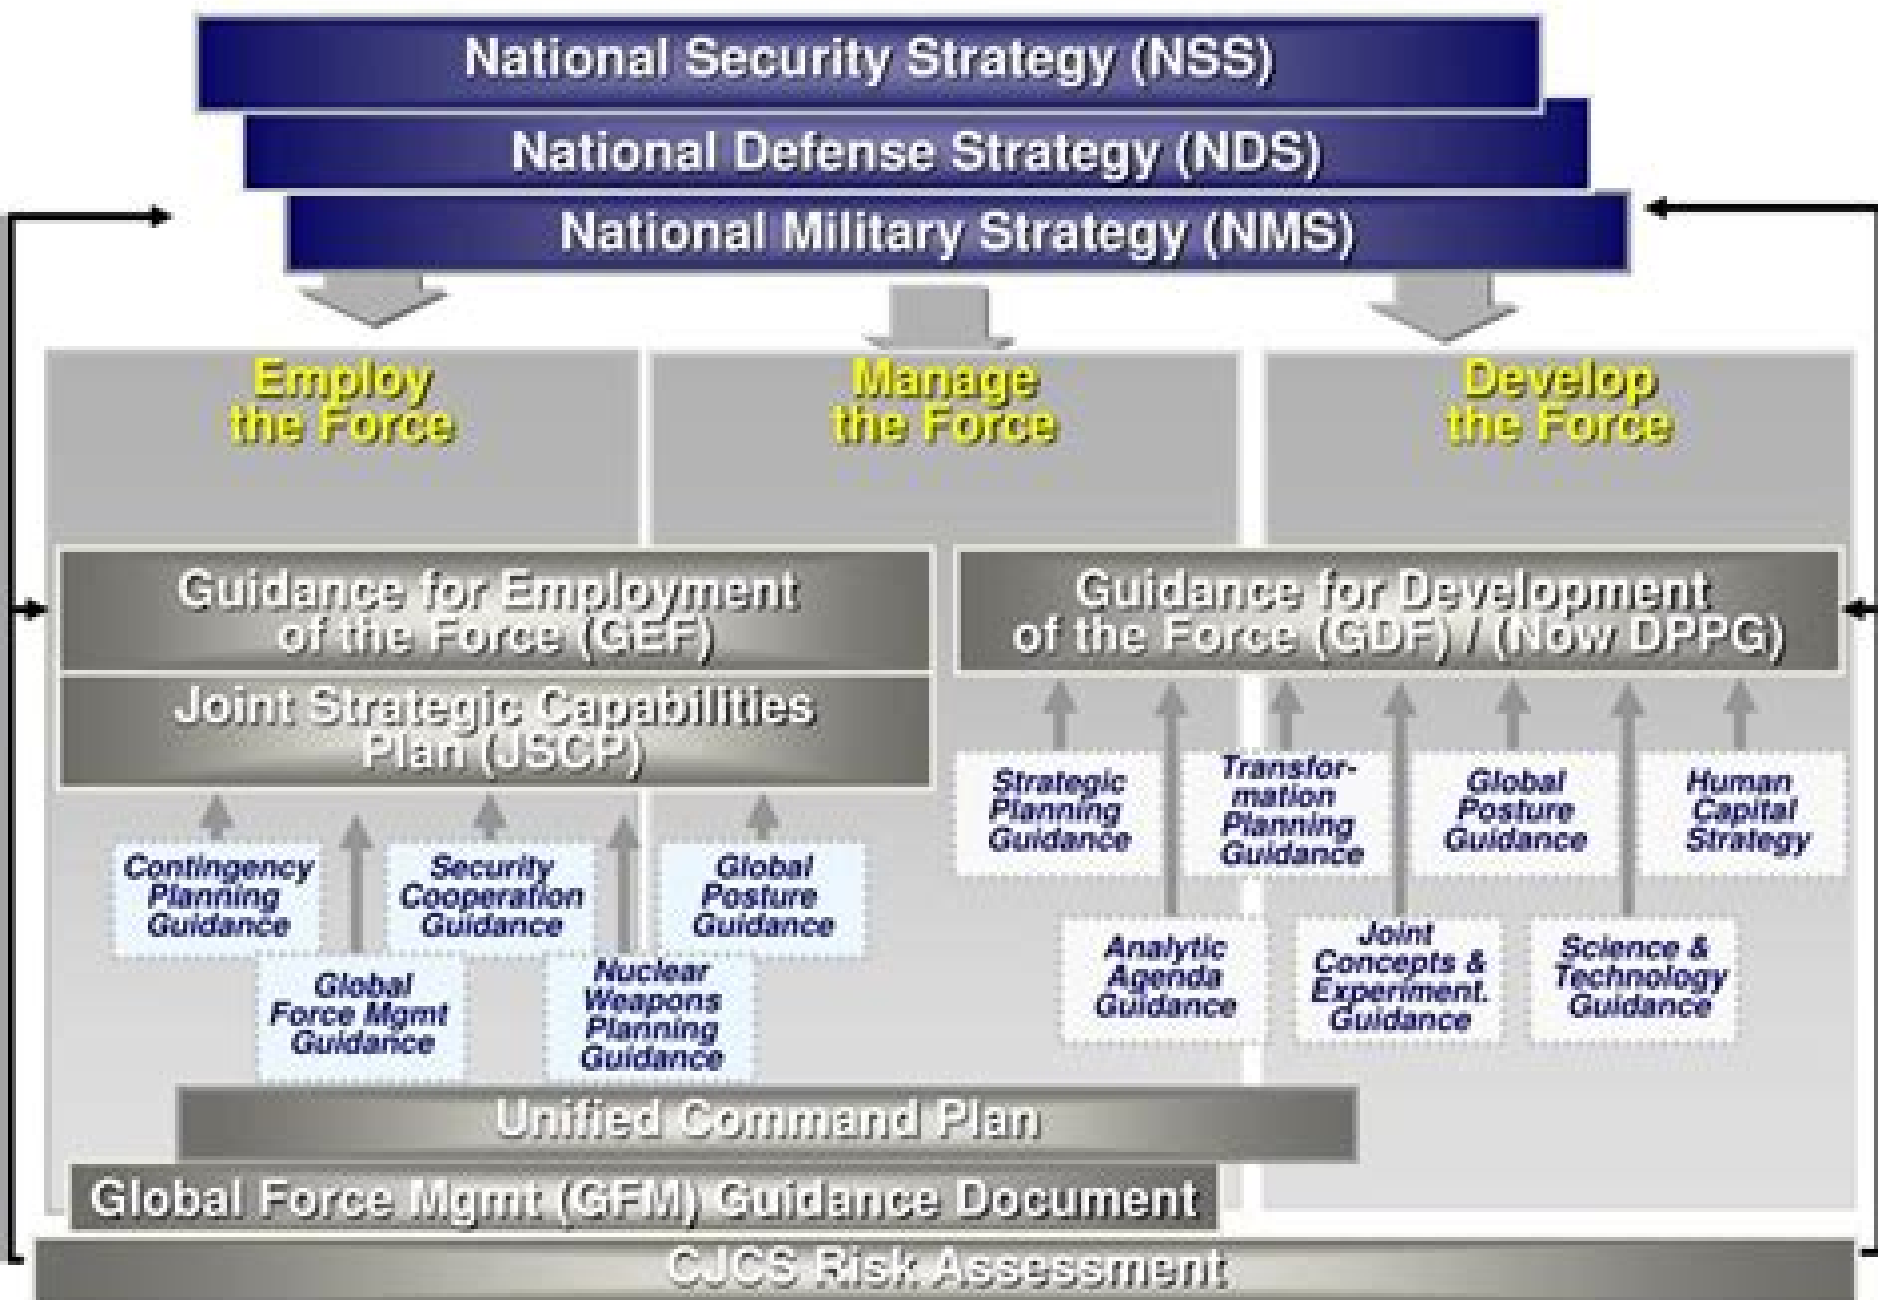 National Security Strategy (NSS)
National Defense Strategy (NDS)
National Military Strategy (NMS)
Employ
the Force
Manage
the Force
Develop
the Force
Guidance for Employment
of the Force (GEF)
Joint Strategic Capabilities
Plan (JSCP)
Guidance for Development
of the Force (GDF) / (Now DPPG)
Contingency
Planning
Guidance
Global
Force Mgmt
Guidance
Security
Cooperation
Guidance
Nuclear
Weapons
Planning
Guidance
Global
Posture
Guidance
Strategic
Planning
Guidance
Analytic
Agenda
Guidance
Transfor-
mation
Planning
Guidance
Joint
Concepts &
Experiment.
Guidance
Global
Posture
Guidance
Science &
Technology
Guidance
Human
Capital
Strategy
Unified Command Plan
Global Force Mgmt (GFM) Guidance Document
CJCS Risk Assessment